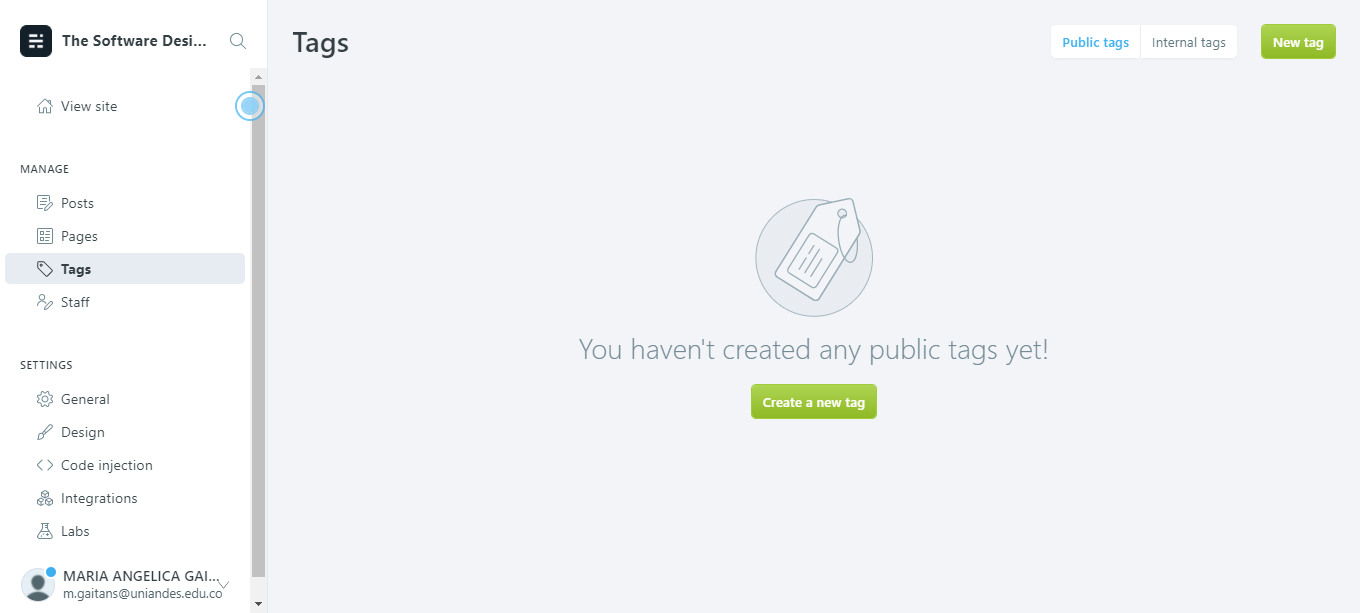 The Software Desi...
View site
MANAGE
Posts
Pages
Tags
Staff
SETTINGS
General
Design
Code injection
Integrations
Labs
MARIA ANGELICA GAI...
m.gaitans@uniandes.edu.co
Tags
Public tags
Internal tags
New tag
You haven't created any public tags yet!
Create a new tag